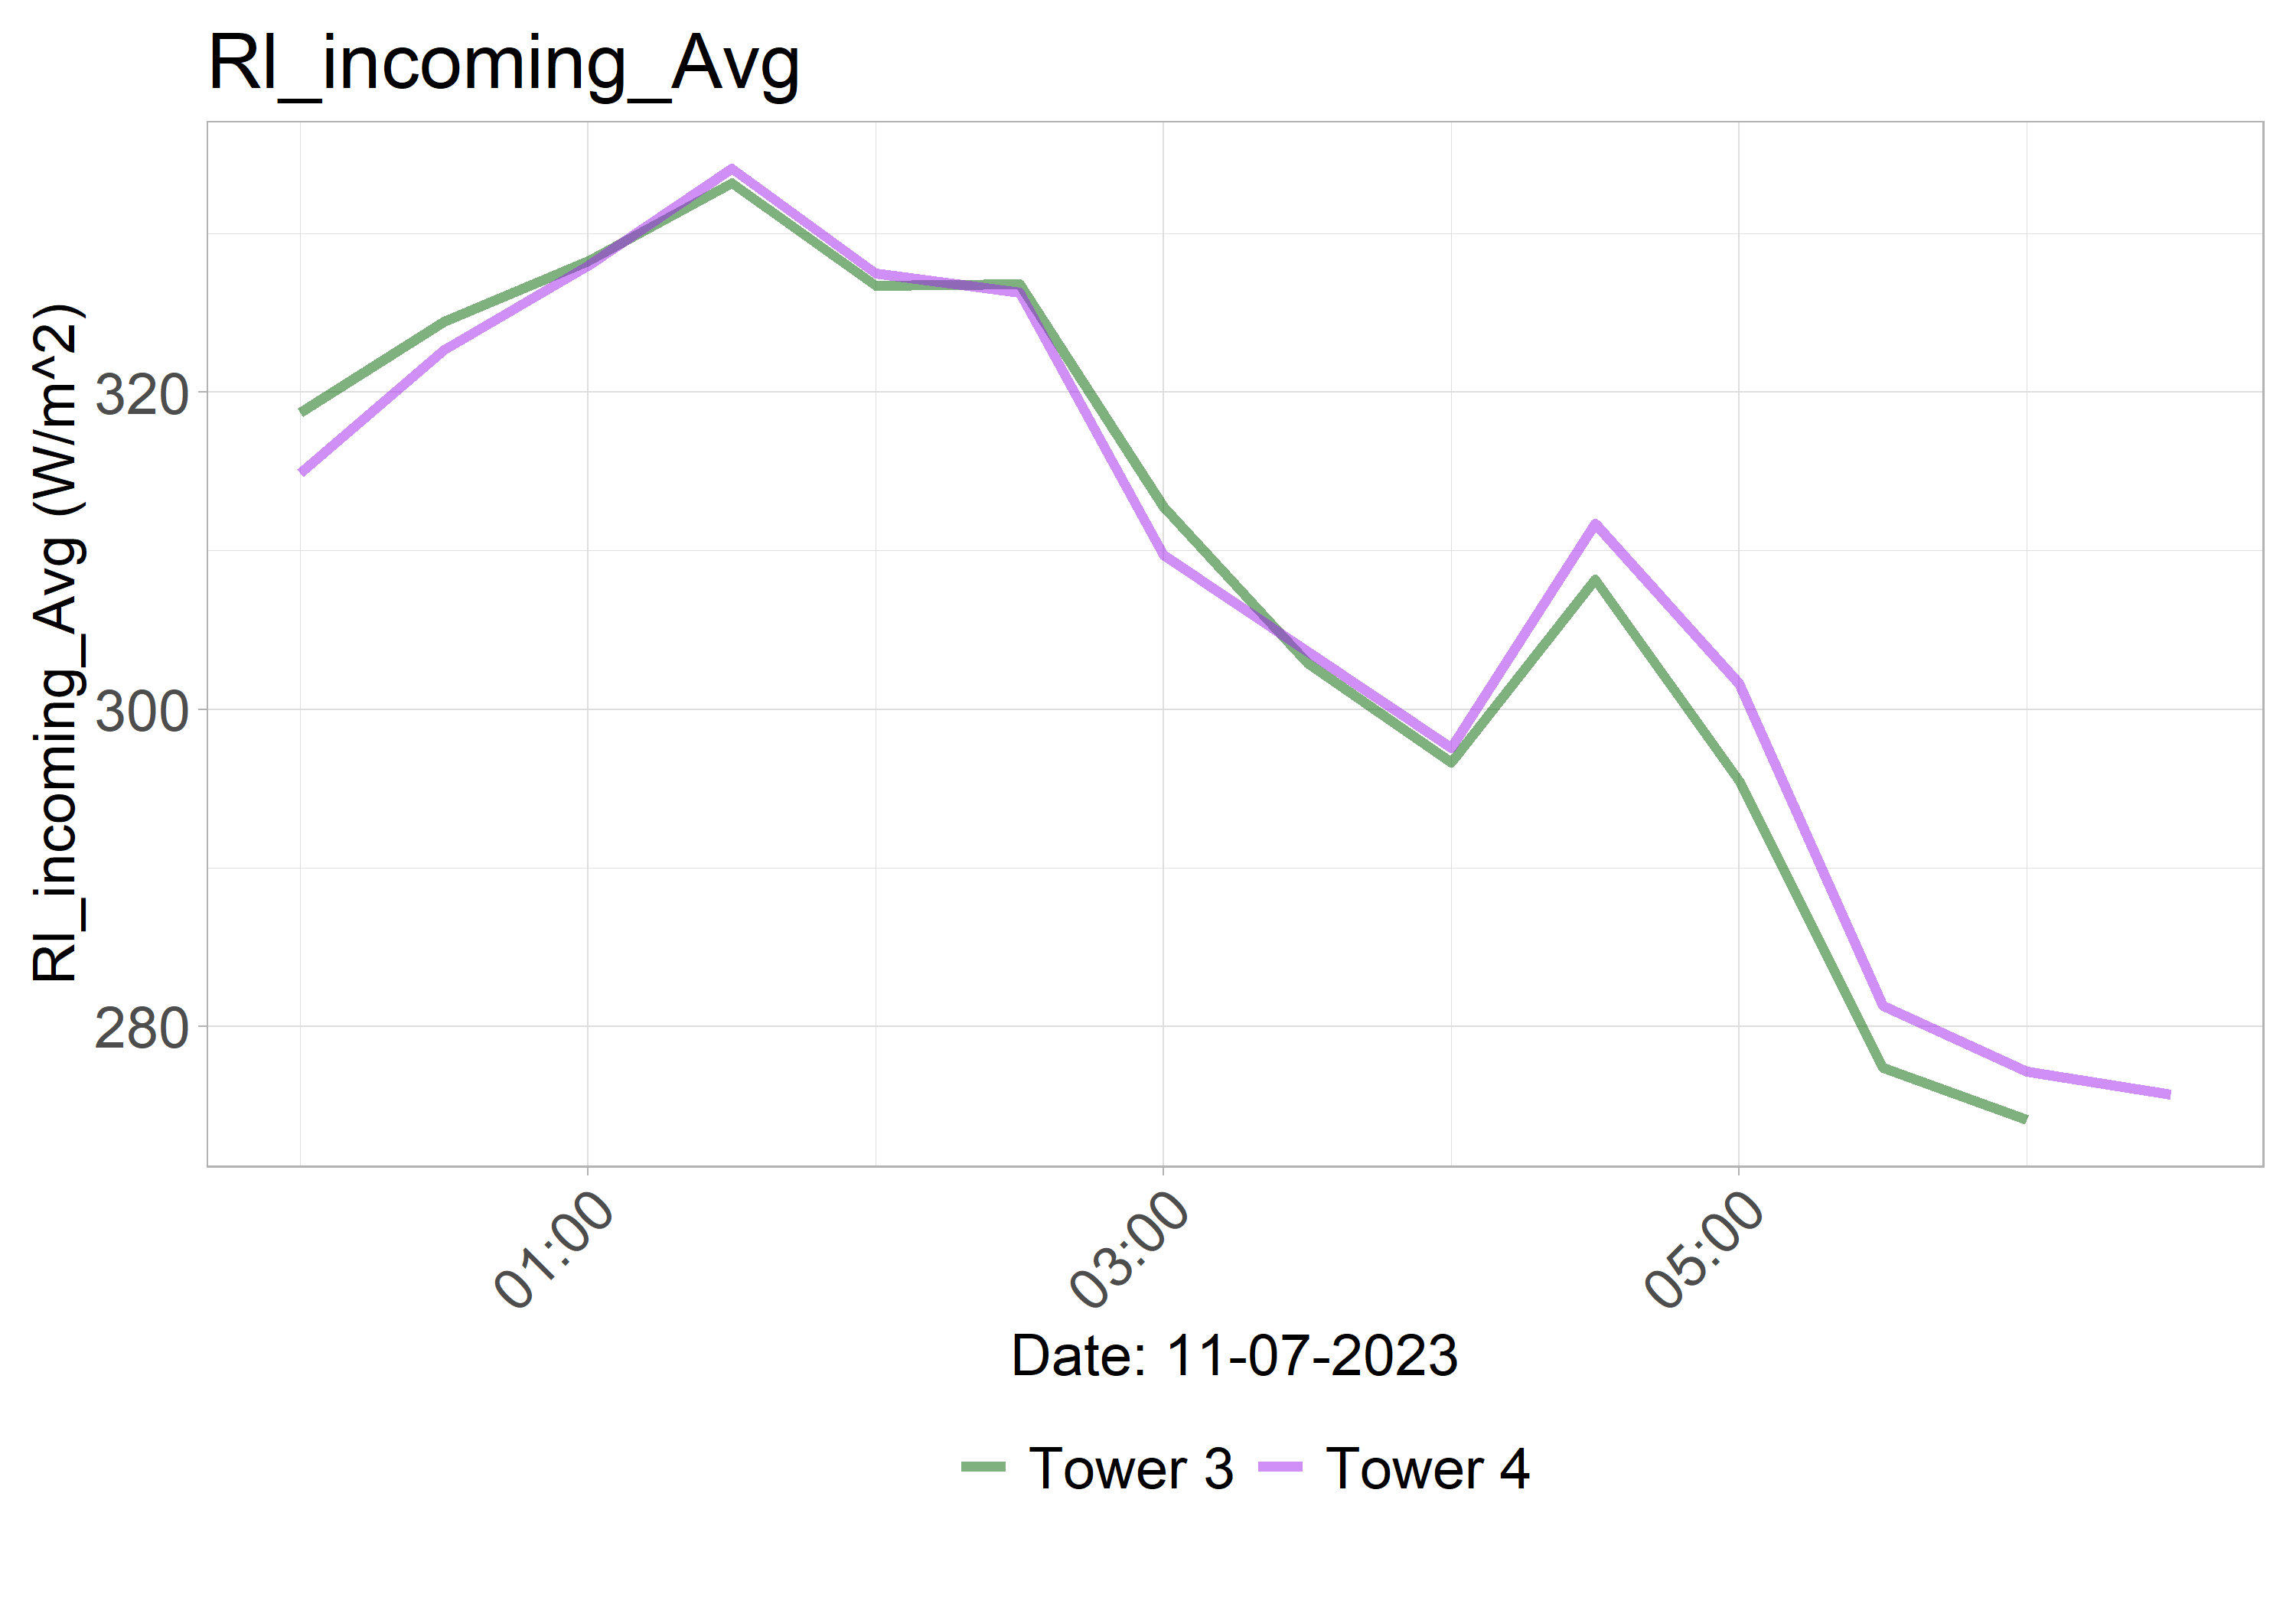 Rl_incoming_Avg
Rl_incoming_Avg (W/m^2)
320
300
280
01:00
03:00
05:00
Date: 11-07-2023
Tower 3
Tower 4